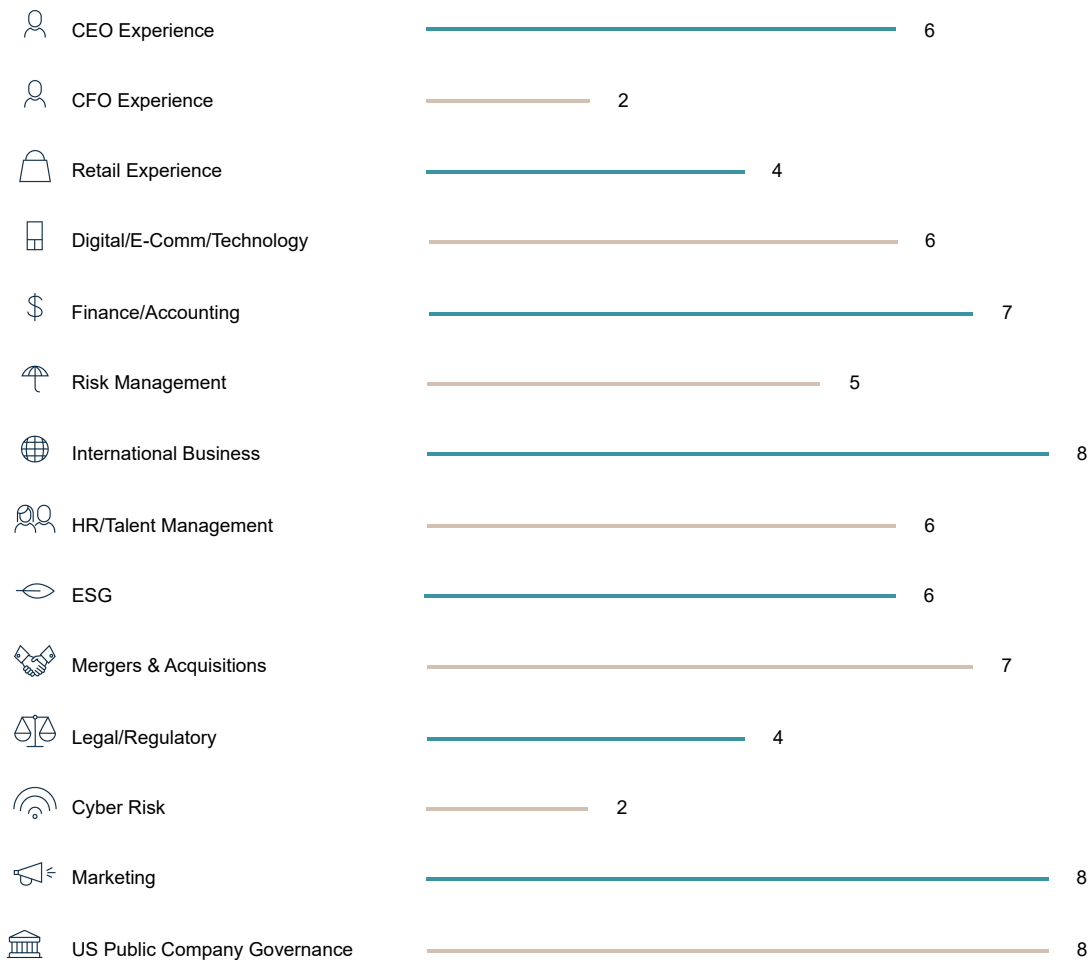 CEO Experience 6
CFO Experience 2
Retail Experience 4
Digital/E-Comm/Technology 6
Finance/Accounting 7
Risk Management 5
International Business 8
HR/Talent Management 6
ESG 6
Mergers & Acquisitions 7
Legal/Regulatory 4
Cyber Risk 2
Marketing 8
US Public Company Governance 8